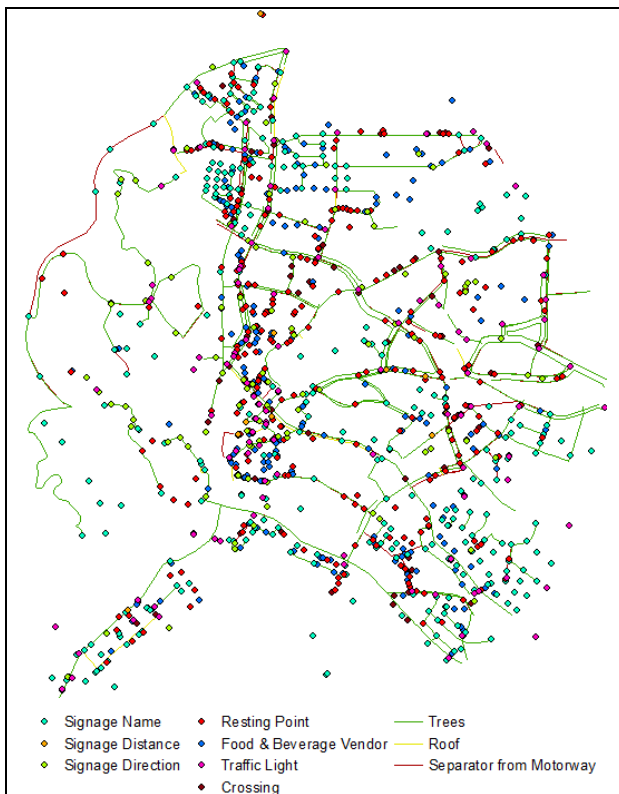 Signage Name
Signage Distance
Signage Direction
Resting Point
Food & Beverage Vendor
Traffic Light
Crossing
Trees
Roof
Separator from Motorway